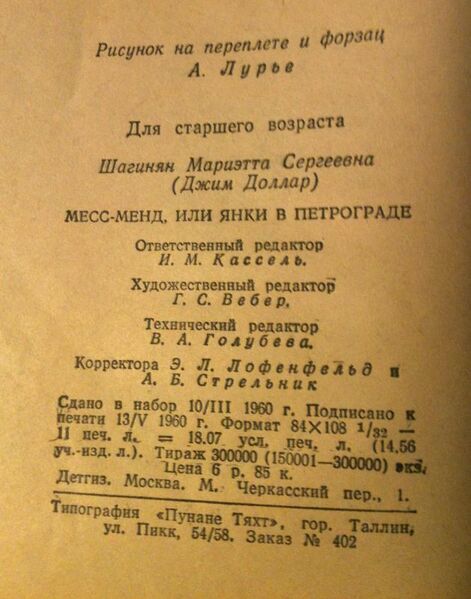 Рисунок на переплете и форзац
А. Лурье
Для старшего возраста
Шагинян Мариэтта Сергеевна
(Джим Доллар)
МЕСС-МЕНД, ИЛИ ЯНКИ В ПЕТРОГРАДЕ
Ответственный редактор
И. М. Кассель.
Художественный редактор
Г. С. Вебер.
Технический редактор
В. А. Голубева.
Корректора Э. Л. Лофенфельд и
А. Б. Стрельник
Сдано в набор 10/III 1960 г. Подписано к
печати 13/V 1960 г. Формат 84×108 1/32 —
11 печ. л. = 18.07 усл. печ. л. (14,56
уч.-изд. л.). Тираж 300000 (150001—300000) экз.
Цена 6 р. 85 к.
Детгиз. Москва. М. Черкасский пер., 1.
Типография «Пунане Тяхт», гор. Таллин,
ул. Пикк, 54/58. Заказ № 402